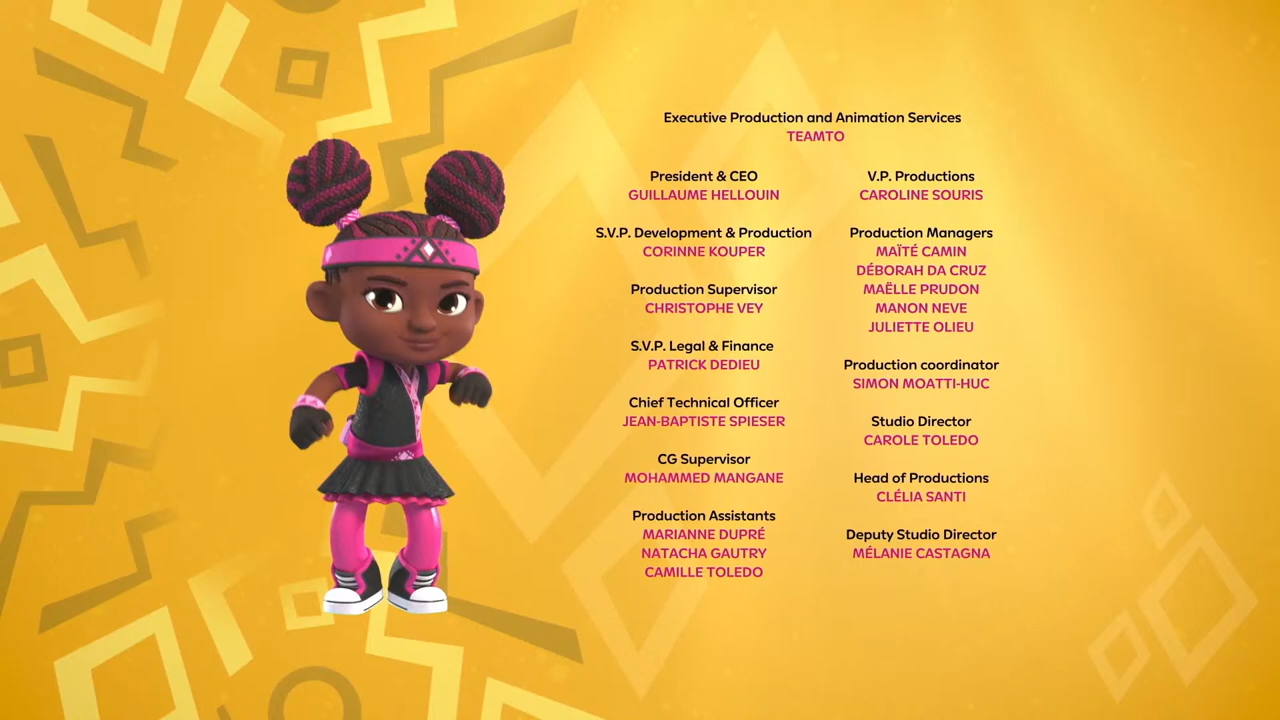 Executive Production and Animation Services
TEAMTO
President & CEO
GUILLAUME HELLOUIN
S.V.P. Development & Production
CORINNE KOUPER
Production Supervisor
CHRISTOPHE VEY
S.V.P. Legal & Finance
PATRICK DEDIEU
Chief Technical Officer
JEAN-BAPTISTE SPIESER
CG Supervisor
MOHAMMED MANGANE
Production Assistants
MARIANNE DUPRÉ
NATACHA GAUTRY
CAMILLE TOLEDO
V.P. Productions
CAROLINE SOURIS
Production Managers
MAÏTÉ CAMIN
DÉBORAH DA CRUZ
MAËLLE PRUDON
MANON NEVE
JULIETTE OLIEU
Production coordinator
SIMON MOATTI-HUC
Studio Director
CAROLE TOLEDO
Head of Productions
CLÉLIA SANTI
Deputy Studio Director
MÉLANIE CASTAGNA